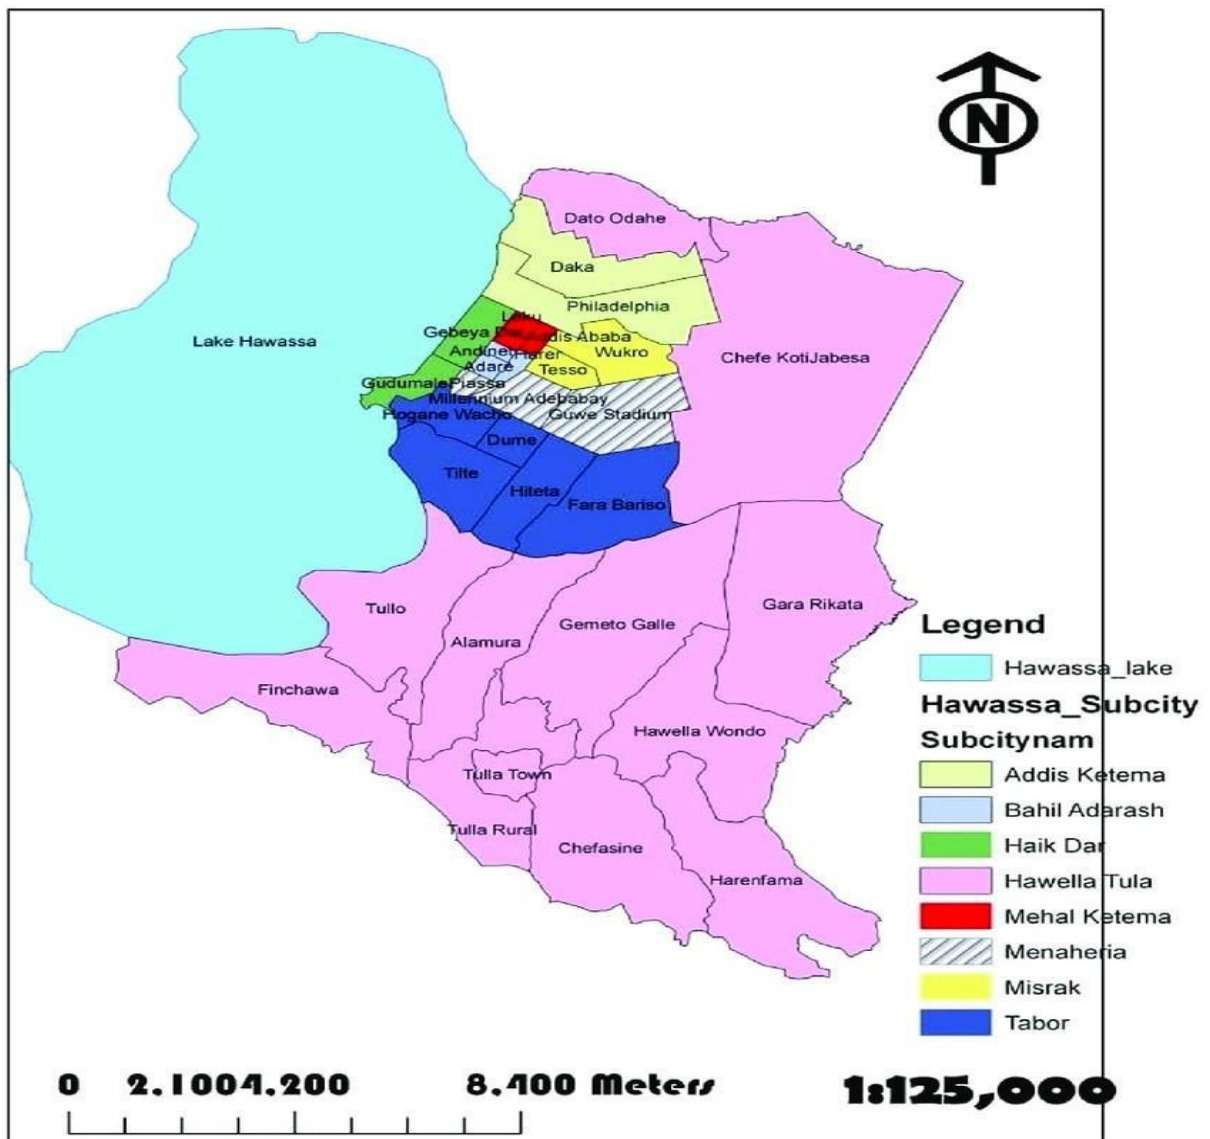 N
Dato Odahe
Daka
Philadelphia
Lake Hawassa
Gebeya Dar
Addis Ababa
Wukro
Chefe KotiJabesa
Harer
Adare
Tesso
Gudumale
Piassa
Millennium Adebabay
Hogane Wacho
Guwe Stadium
Dume
Tilte
Hiteta
Fara Bariso
Tullo
Alamura
Gemeto Galle
Gara Rikata
Finchawa
Hawella Wondo
Tulla Town
Tulla Rural
Chefasine
Harenfama
Legend
Hawassa_lake
Hawassa_Subcity
Subcitynam
Addis Ketema
Bahil Adarash
Haik Dar
Hawella Tula
Mehal Ketema
Menaheria
Misrak
Tabor
0 2.100 4.200 8.400 Meters
1:125,000